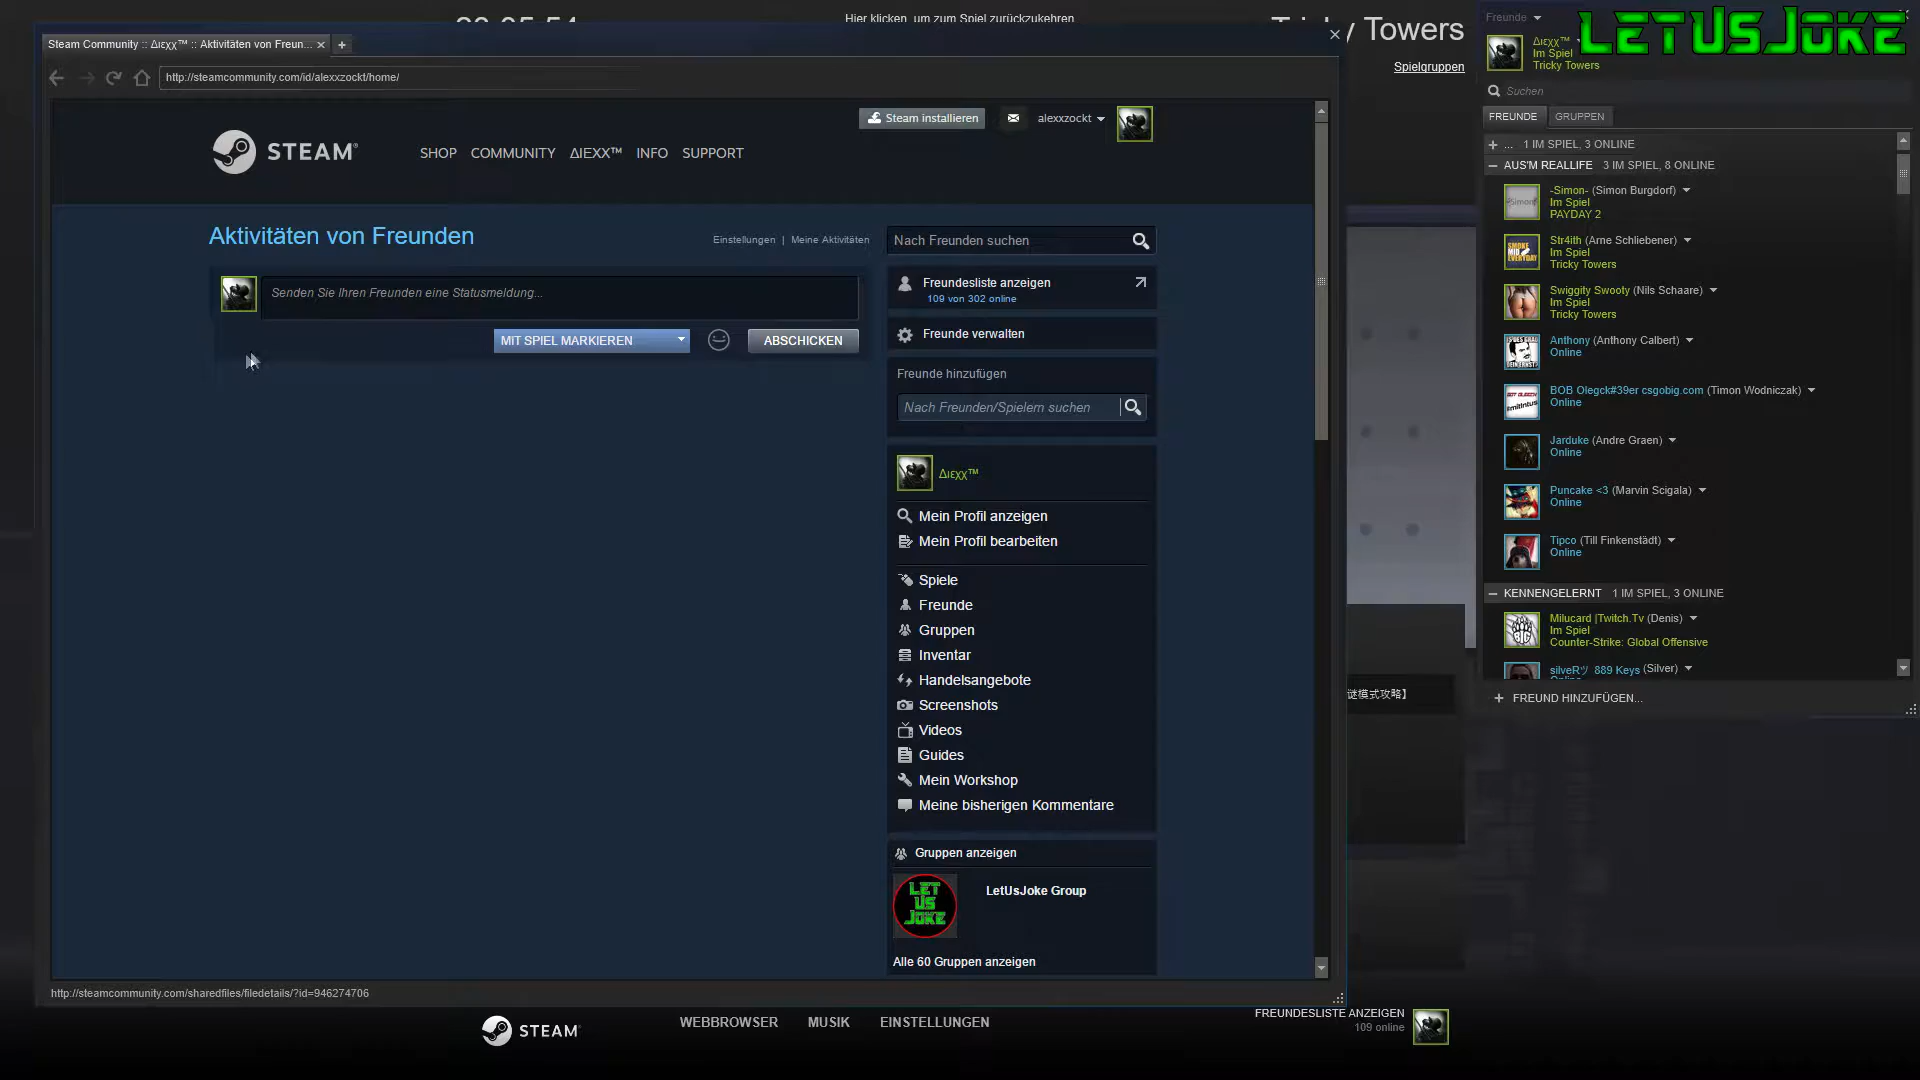 Hier klicken, um zum Spiel zurückzukehren
Towers
Spielgruppen
Steam Community :: Διεχχ™ :: Aktivitäten von Freun...
http://steamcommunity.com/id/alexxzockt/home/
Steam installieren
alexxzockt
STEAM®
SHOP COMMUNITY ΔIEXX™ INFO SUPPORT
Aktivitäten von Freunden
Einstellungen | Meine Aktivitäten
Senden Sie Ihren Freunden eine Statusmeldung...
MIT SPIEL MARKIEREN
ABSCHICKEN
Nach Freunden suchen
Freundesliste anzeigen
109 von 302 online
Freunde verwalten
Freunde hinzufügen
Nach Freunden/Spielern suchen
Διεχχ™
Mein Profil anzeigen
Mein Profil bearbeiten
Spiele
Freunde
Gruppen
Inventar
Handelsangebote
Screenshots
Videos
Guides
Mein Workshop
Meine bisherigen Kommentare
Gruppen anzeigen
LET
US
JOKE
LetUsJoke Group
Alle 60 Gruppen anzeigen
http://steamcommunity.com/sharedfiles/filedetails/?id=946274706
谜模式攻略】
Freunde
LETUSJOKE
Διεχχ™
Im Spiel
Tricky Towers
Suchen
FREUNDE GRUPPEN
... 1 IM SPIEL, 3 ONLINE
AUS'M REALLIFE 3 IM SPIEL, 8 ONLINE
-Simon- (Simon Burgdorf)
Im Spiel
PAYDAY 2
Str4ith (Arne Schliebener)
Im Spiel
Tricky Towers
Swiggity Swooty (Nils Schaare)
Im Spiel
Tricky Towers
Anthony (Anthony Calbert)
Online
BOB Olegck#39er csgobig.com (Timon Wodniczak)
Online
Jarduke (Andre Graen)
Online
Puncake <3 (Marvin Scigala)
Online
Tipco (Till Finkenstädt)
Online
KENNENGELERNT 1 IM SPIEL, 3 ONLINE
Milucard |Twitch.Tv (Denis)
Im Spiel
Counter-Strike: Global Offensive
silveRツ 889 Keys (Silver)
FREUND HINZUFÜGEN...
STEAM™
WEBBROWSER MUSIK EINSTELLUNGEN
FREUNDESLISTE ANZEIGEN
109 online